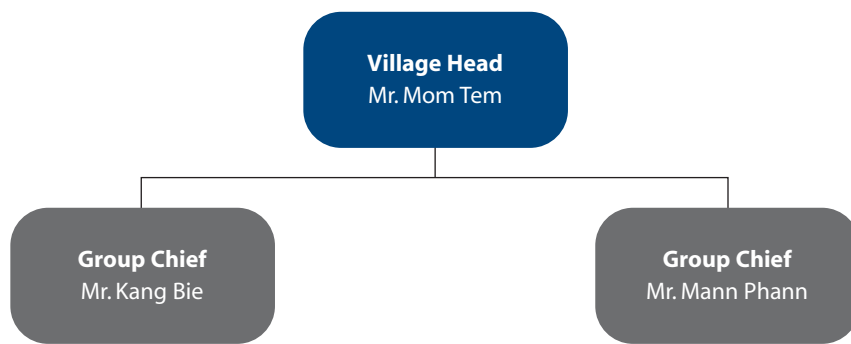 Village Head
Mr. Mom Tem
Group Chief
Mr. Kang Bie
Group Chief
Mr. Mann Phann